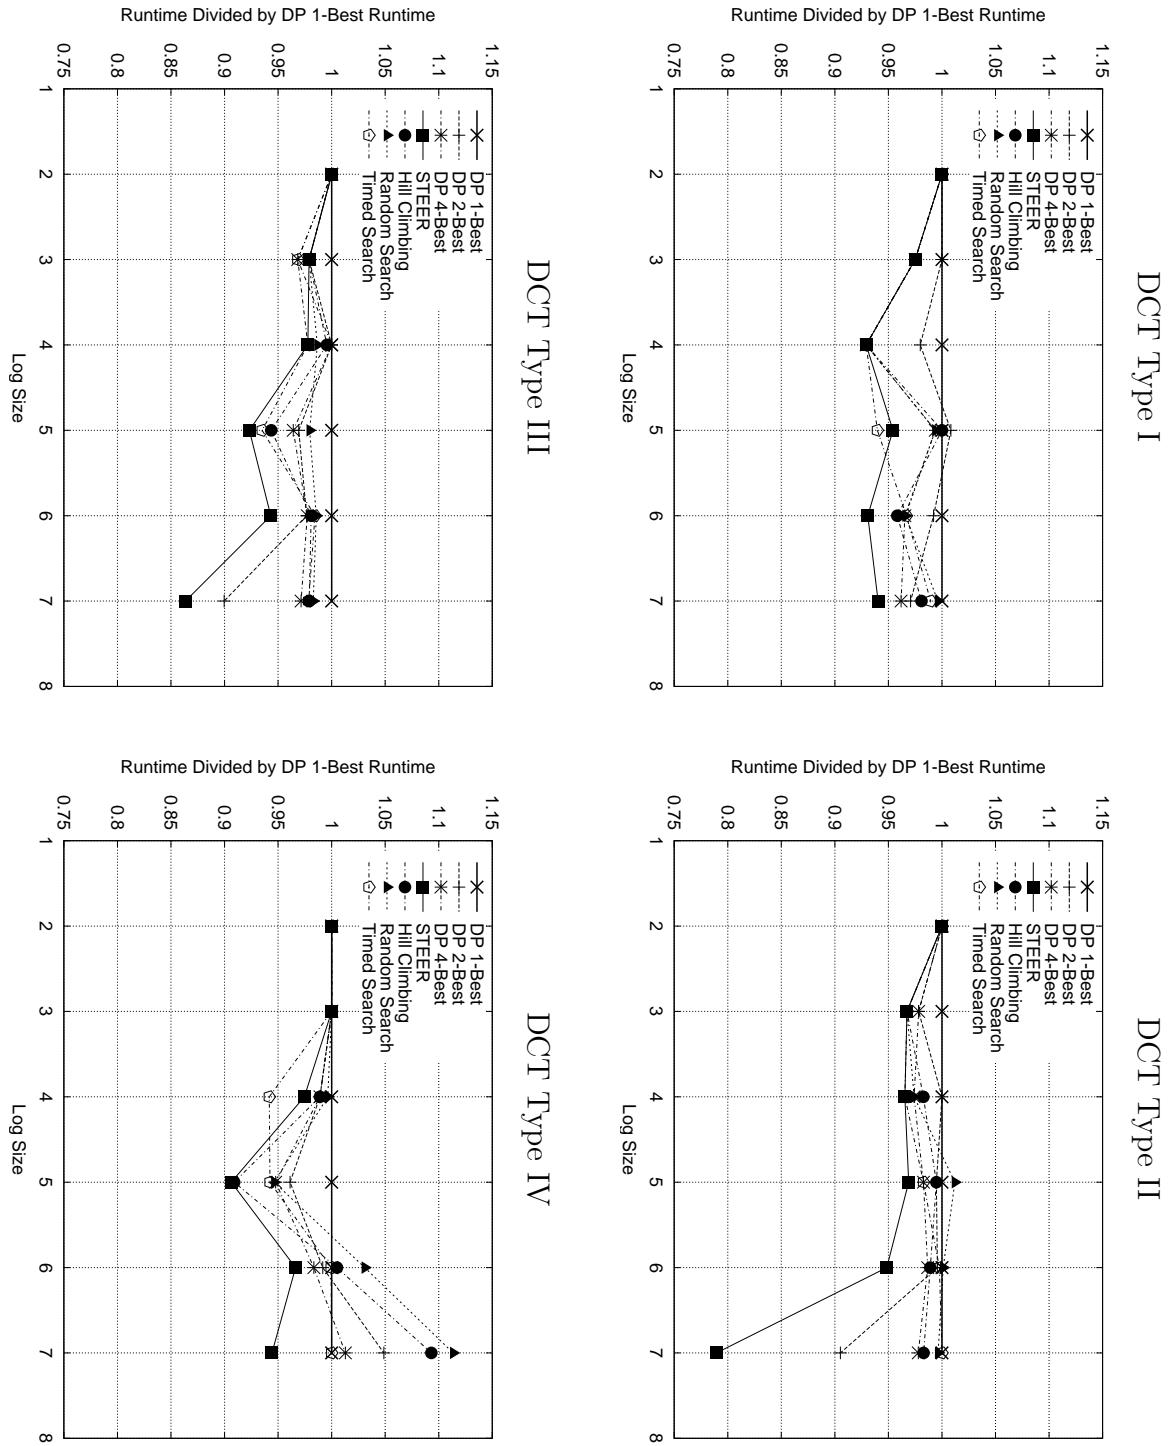 DCT Type I
Runtime Divided by DP 1-Best Runtime
1.15
1.1
1.05
1
0.95
0.9
0.85
0.8
0.75
DP 1-Best
DP 2-Best
DP 4-Best
STEER
Hill Climbing
Random Search
Timed Search
1 2 3 4 5 6 7 8
Log Size
DCT Type II
Runtime Divided by DP 1-Best Runtime
1.15
1.1
1.05
1
0.95
0.9
0.85
0.8
0.75
DP 1-Best
DP 2-Best
DP 4-Best
STEER
Hill Climbing
Random Search
Timed Search
1 2 3 4 5 6 7 8
Log Size
DCT Type III
Runtime Divided by DP 1-Best Runtime
1.15
1.1
1.05
1
0.95
0.9
0.85
0.8
0.75
DP 1-Best
DP 2-Best
DP 4-Best
STEER
Hill Climbing
Random Search
Timed Search
1 2 3 4 5 6 7 8
Log Size
DCT Type IV
Runtime Divided by DP 1-Best Runtime
1.15
1.1
1.05
1
0.95
0.9
0.85
0.8
0.75
DP 1-Best
DP 2-Best
DP 4-Best
STEER
Hill Climbing
Random Search
Timed Search
1 2 3 4 5 6 7 8
Log Size